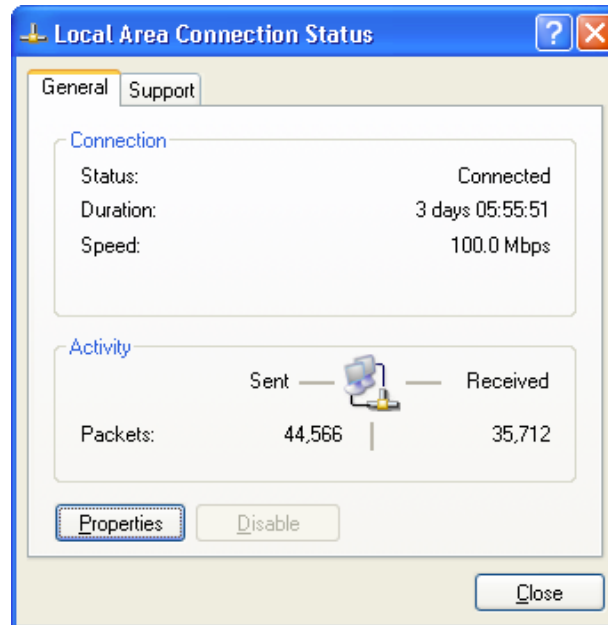 Local Area Connection Status
General Support
Connection
Status: Connected
Duration: 3 days 05:55:51
Speed: 100.0 Mbps
Activity
Sent Received
Packets: 44,566 35,712
Properties Disable
Close